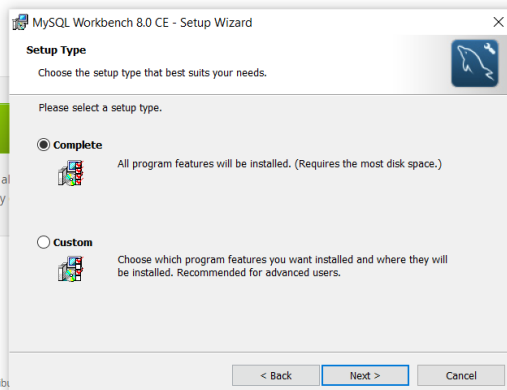 MySQL Workbench 8.0 CE - Setup Wizard
Setup Type
Choose the setup type that best suits your needs.
Please select a setup type.
Complete
All program features will be installed. (Requires the most disk space.)
Custom
Choose which program features you want installed and where they will
be installed. Recommended for advanced users.
< Back
Next >
Cancel